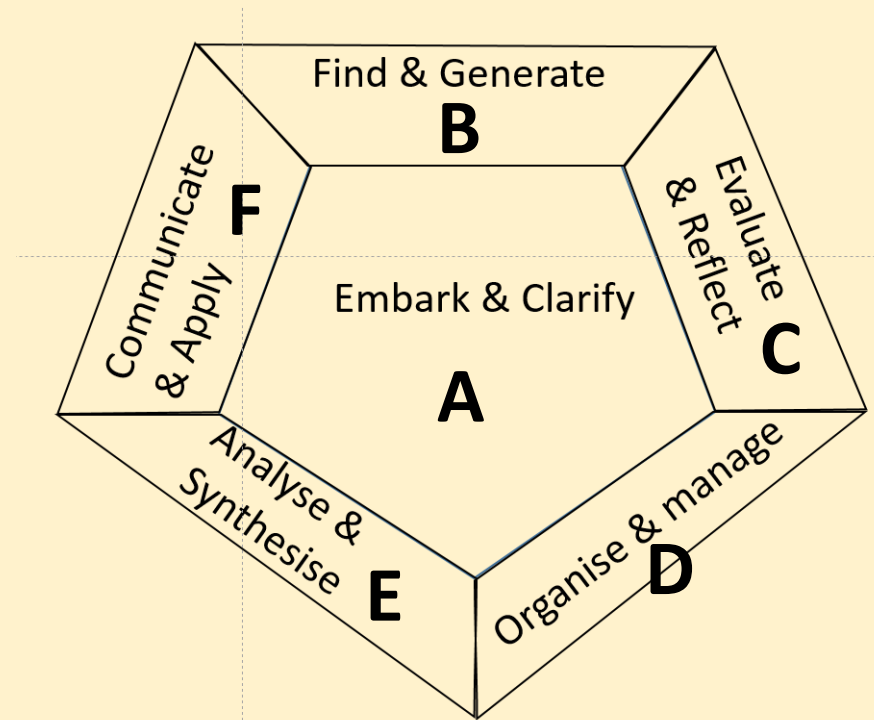 Find & Generate
B
Evaluate
& Reflect
C
Organise & manage
D
Analyse &
Synthesise
E
Communicate
& Apply
F
Embark & Clarify
A